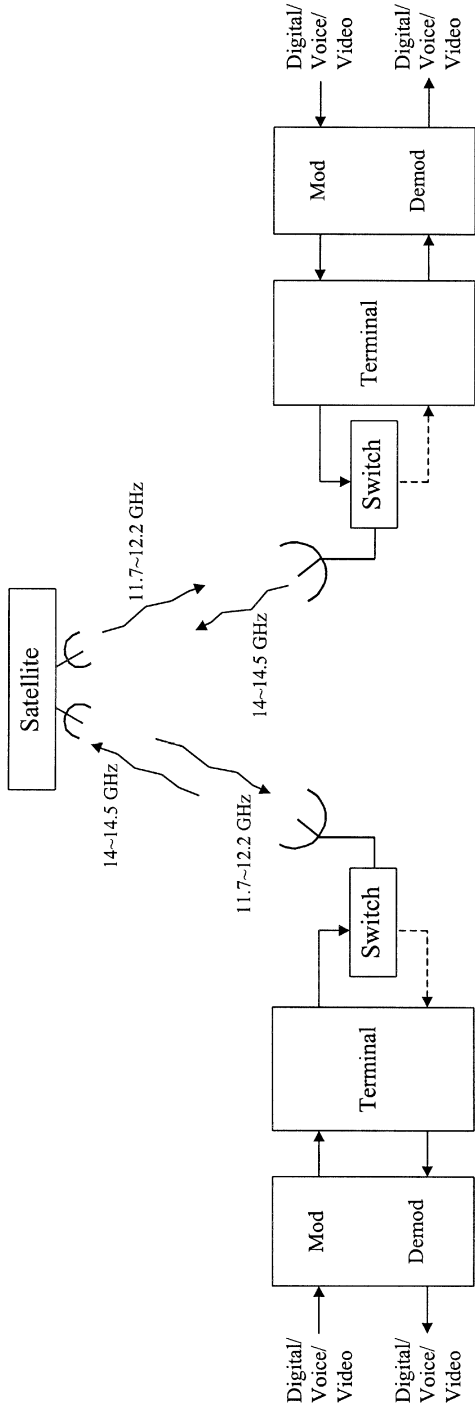 Satellite
14~14.5 GHz
11.7~12.2 GHz
11.7~12.2 GHz
14~14.5 GHz
Digital/
Voice/
Video
Mod
Terminal
Switch
Demod
Digital/
Voice/
Video
Switch
Terminal
Mod
Demod
Digital/
Voice/
Video
Digital/
Voice/
Video